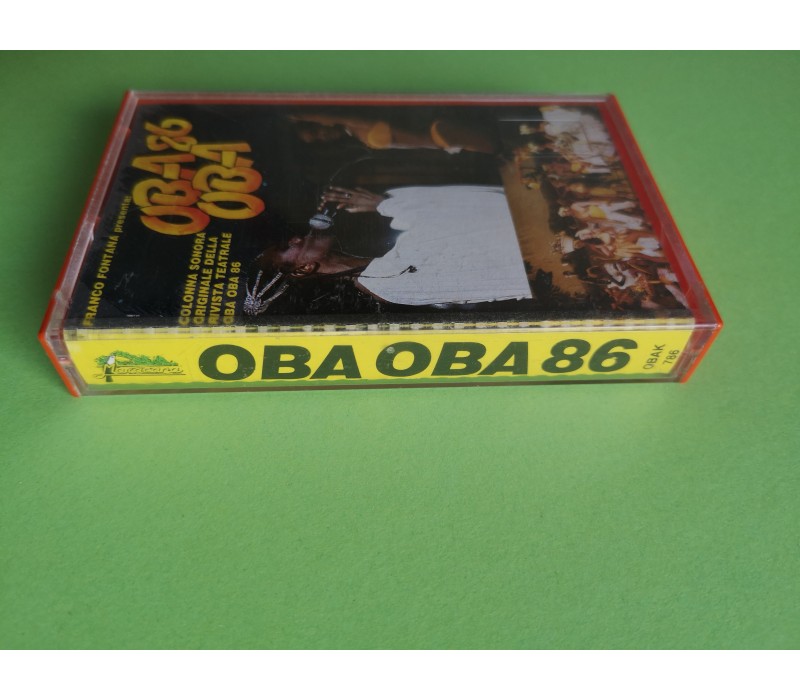 FRANCO FONTANA presenta:
OBA 86
OBA
COLONNA SONORA
ORIGINALE DELLA
RIVISTA TEATRALE
OBA OBA 86
OBA OBA 86
OBAK
786